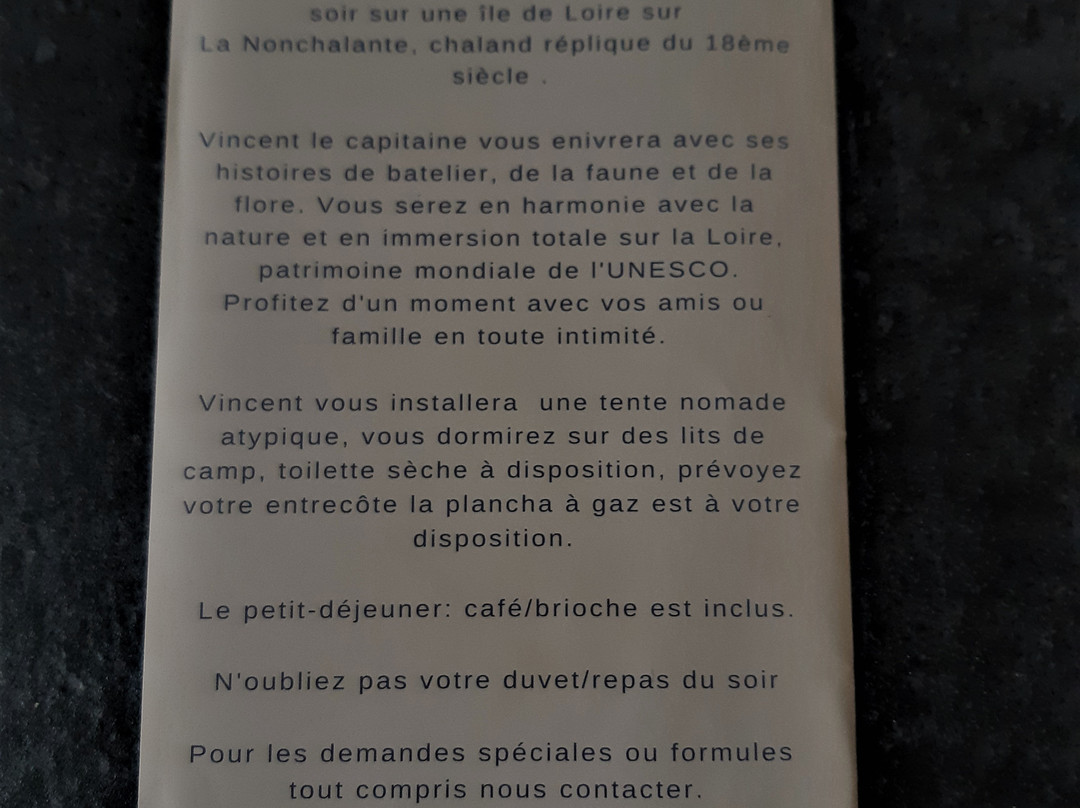 soir sur une île de Loire sur
La Nonchalante, chaland réplique du 18ème
siècle .
Vincent le capitaine vous enivrera avec ses
histoires de batelier, de la faune et de la
flore. Vous serez en harmonie avec la
nature et en immersion totale sur la Loire,
patrimoine mondiale de l'UNESCO.
Profitez d'un moment avec vos amis ou
famille en toute intimité.
Vincent vous installera  une tente nomade
atypique, vous dormirez sur des lits de
camp, toilette sèche à disposition, prévoyez
votre entrecôte la plancha à gaz est à votre
disposition.
Le petit-déjeuner: café/brioche est inclus.
N'oubliez pas votre duvet/repas du soir
Pour les demandes spéciales ou formules
tout compris nous contacter.